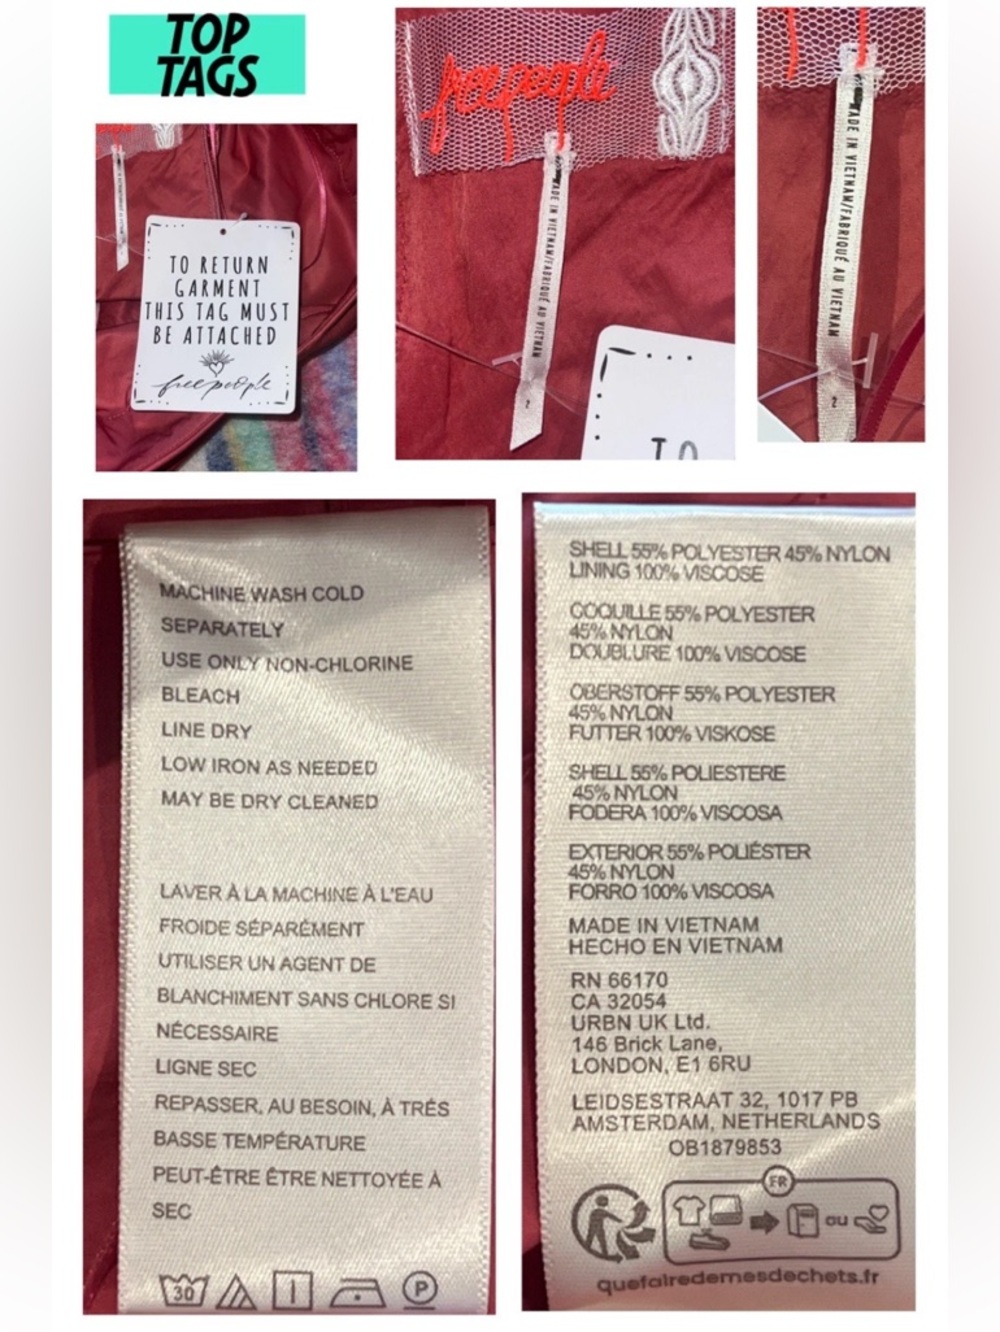 TOP
TAGS
TO RETURN
GARMENT
THIS TAG MUST
BE ATTACHED
free people
free people
MADE IN VIETNAM/FABRIQUÉ AU VIETNAM
2
TO
MADE IN VIETNAM/FABRIQUÉ AU VIETNAM
2
MACHINE WASH COLD
SEPARATELY
USE ONLY NON-CHLORINE
BLEACH
LINE DRY
LOW IRON AS NEEDED
MAY BE DRY CLEANED
LAVER À LA MACHINE À L'EAU
FROIDE SÉPARÉMENT
UTILISER UN AGENT DE
BLANCHIMENT SANS CHLORE SI
NÉCESSAIRE
LIGNE SEC
REPASSER, AU BESOIN, À TRÉS
BASSE TEMPÉRATURE
PEUT-ÊTRE ÊTRE NETTOYÉE À
SEC
30 P
SHELL 55% POLYESTER 45% NYLON
LINING 100% VISCOSE
COQUILLE 55% POLYESTER
45% NYLON
DOUBLURE 100% VISCOSE
OBERSTOFF 55% POLYESTER
45% NYLON
FUTTER 100% VISKOSE
SHELL 55% POLIESTERE
45% NYLON
FODERA 100% VISCOSA
EXTERIOR 55% POLIÉSTER
45% NYLON
FORRO 100% VISCOSA
MADE IN VIETNAM
HECHO EN VIETNAM
RN 66170
CA 32054
URBN UK Ltd.
146 Brick Lane,
LONDON, E1 6RU
LEIDSESTRAAT 32, 1017 PB
AMSTERDAM, NETHERLANDS
OB1879853
FR
ou
quefairedemesdechets.fr